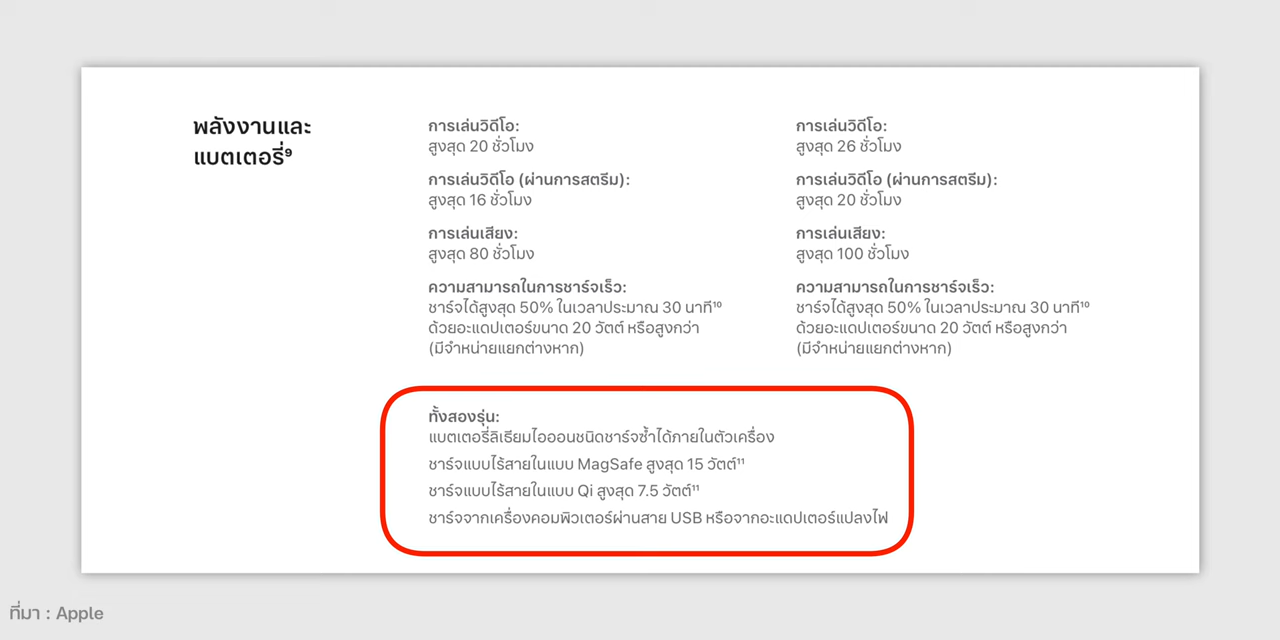 พลังงานและ
แบตเตอรี่⁹
การเล่นวิดีโอ:
สูงสุด 20 ชั่วโมง
การเล่นวิดีโอ (ผ่านการสตรีม):
สูงสุด 16 ชั่วโมง
การเล่นเสียง:
สูงสุด 80 ชั่วโมง
ความสามารถในการชาร์จเร็ว:
ชาร์จได้สูงสุด 50% ในเวลาประมาณ 30 นาที¹⁰
ด้วยอะแดปเตอร์ขนาด 20 วัตต์ หรือสูงกว่า
(มีจำหน่ายแยกต่างหาก)
การเล่นวิดีโอ:
สูงสุด 26 ชั่วโมง
การเล่นวิดีโอ (ผ่านการสตรีม):
สูงสุด 20 ชั่วโมง
การเล่นเสียง:
สูงสุด 100 ชั่วโมง
ความสามารถในการชาร์จเร็ว:
ชาร์จได้สูงสุด 50% ในเวลาประมาณ 30 นาที¹⁰
ด้วยอะแดปเตอร์ขนาด 20 วัตต์ หรือสูงกว่า
(มีจำหน่ายแยกต่างหาก)
ทั้งสองรุ่น:
แบตเตอรี่ลิเธียมไอออนชนิดชาร์จซ้ำได้ภายในตัวเครื่อง
ชาร์จแบบไร้สายในแบบ MagSafe สูงสุด 15 วัตต์¹¹
ชาร์จแบบไร้สายในแบบ Qi สูงสุด 7.5 วัตต์¹¹
ชาร์จจากเครื่องคอมพิวเตอร์ผ่านสาย USB หรือจากอะแดปเตอร์แปลงไฟ
ที่มา : Apple